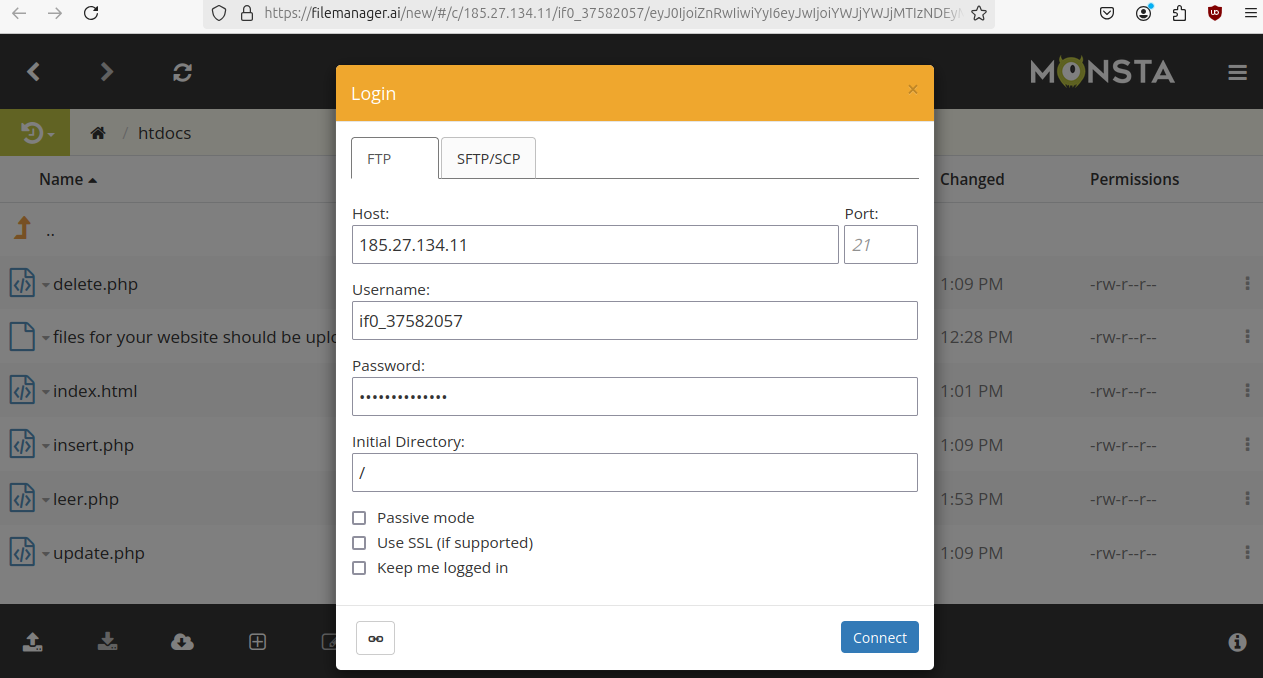 https://filemanager.ai/new/#/c/185.27.134.11/if0_37582057/
MONSTA
Login
×
/ htdocs
FTP
SFTP/SCP
Name
Changed
Permissions
Host:
Port:
..
185.27.134.11
21
delete.php
1:09 PM
-rw-r--r--
Username:
if0_37582057
files for your website should be
12:28 PM
-rw-r--r--
Password:
••••••••••••••
index.html
1:01 PM
-rw-r--r--
Initial Directory:
insert.php
1:09 PM
-rw-r--r--
/
leer.php
1:53 PM
-rw-r--r--
Passive mode
Use SSL (if supported)
update.php
1:09 PM
-rw-r--r--
Keep me logged in
Connect